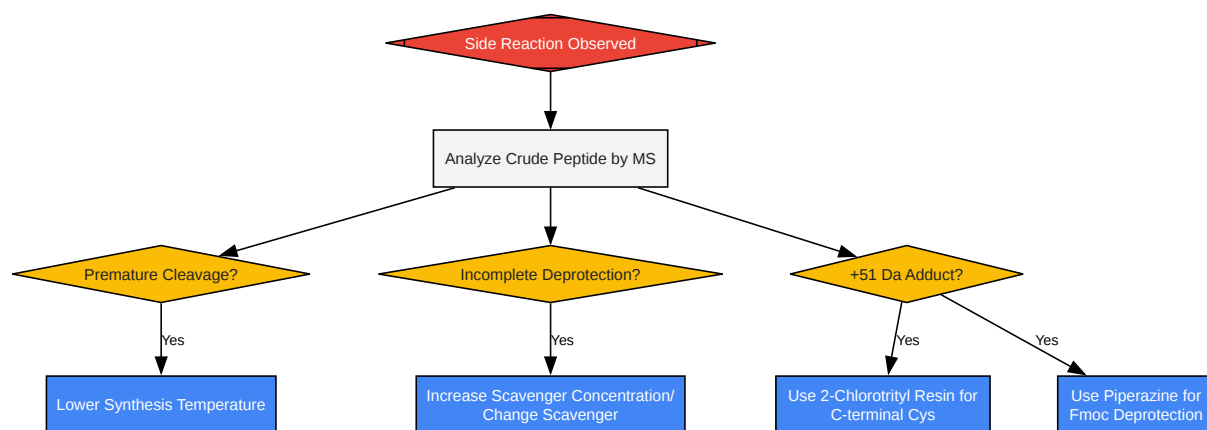 Side Reaction Observed
Analyze Crude Peptide by MS
Premature Cleavage?
Incomplete Deprotection?
+51 Da Adduct?
Yes
Yes
Yes
Yes
Lower Synthesis Temperature
Increase Scavenger Concentration/
Change Scavenger
Use 2-Chlorotrityl Resin for
C-terminal Cys
Use Piperazine for
Fmoc Deprotection